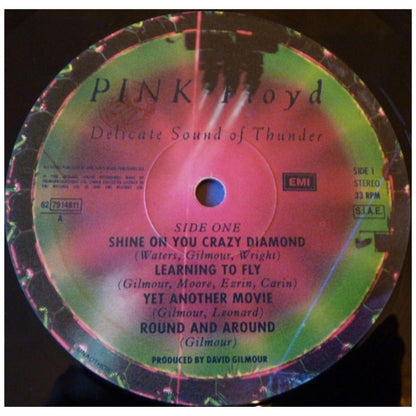 PINK Floyd
Delicate Sound of Thunder
EMI
SIDE 1
STEREO
33 RPM
S.I.A.E.
62 7914811
A
SIDE ONE
SHINE ON YOU CRAZY DIAMOND
(Waters, Gilmour, Wright)
LEARNING TO FLY
(Gilmour, Moore, Ezrin, Carin)
YET ANOTHER MOVIE
(Gilmour, Leonard)
ROUND AND AROUND
(Gilmour)
PRODUCED BY DAVID GILMOUR